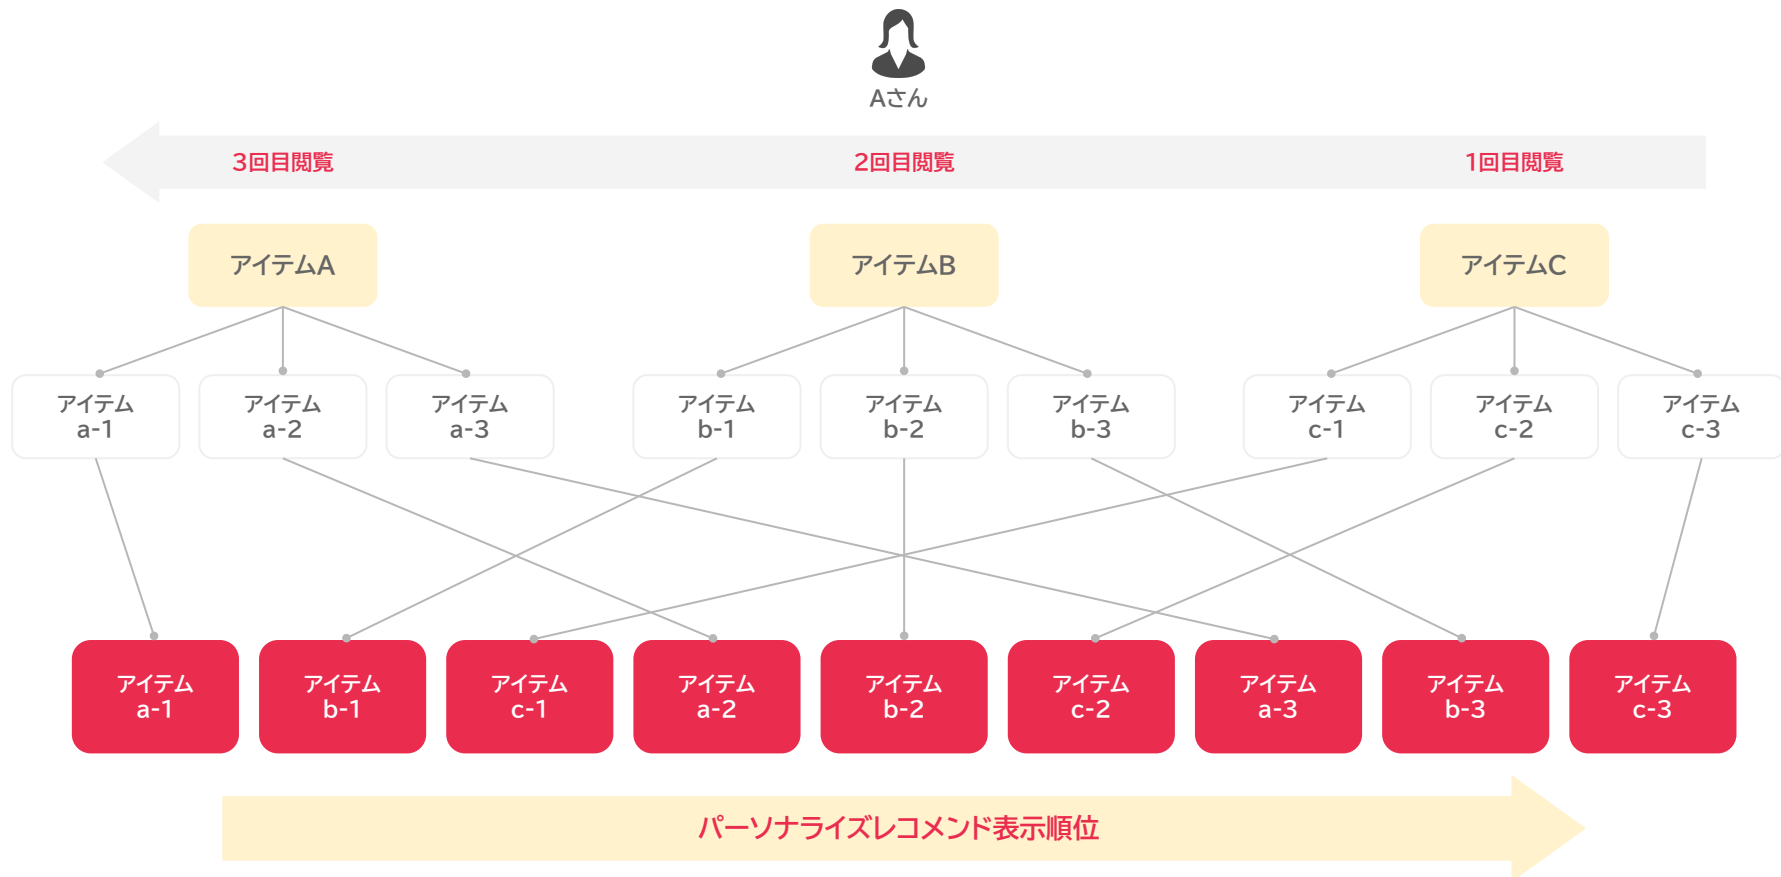 Aさん
3回目閲覧
2回目閲覧
1回目閲覧
アイテムA
アイテムB
アイテムC
アイテム
a-1
アイテム
a-2
アイテム
a-3
アイテム
b-1
アイテム
b-2
アイテム
b-3
アイテム
c-1
アイテム
c-2
アイテム
c-3
アイテム
a-1
アイテム
b-1
アイテム
c-1
アイテム
a-2
アイテム
b-2
アイテム
c-2
アイテム
a-3
アイテム
b-3
アイテム
c-3
パーソナライズレコメンド表示順位